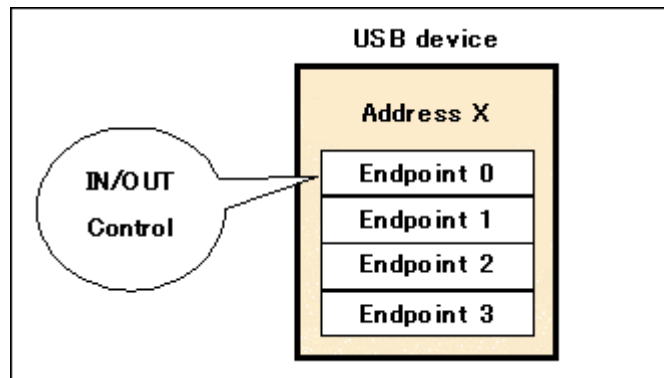 USB device
Address X
IN/OUT
Control
Endpoint 0
Endpoint 1
Endpoint 2
Endpoint 3